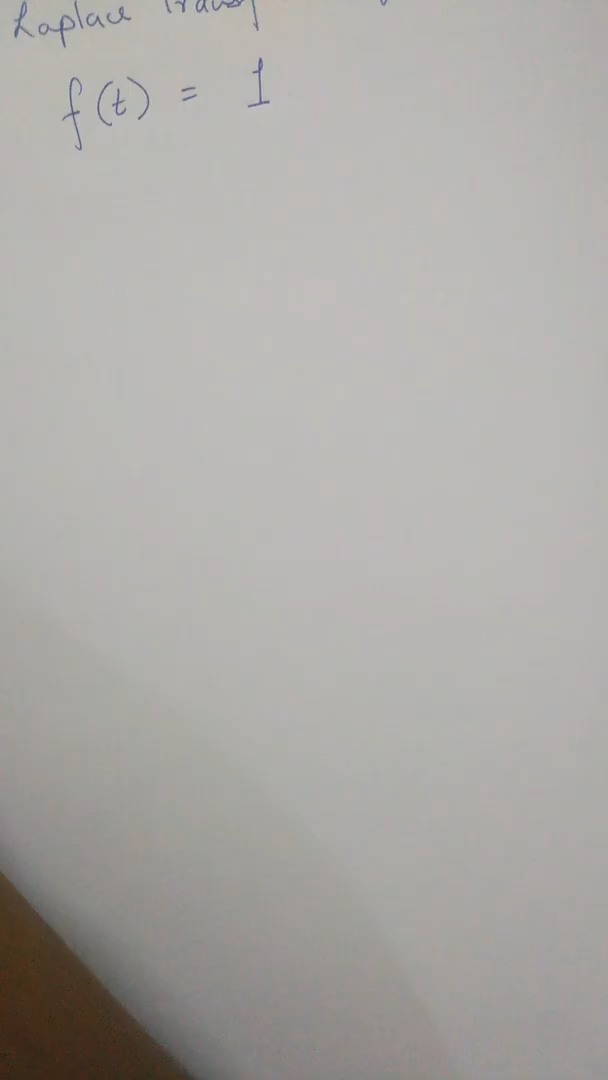 Laplace
f(t) = 1